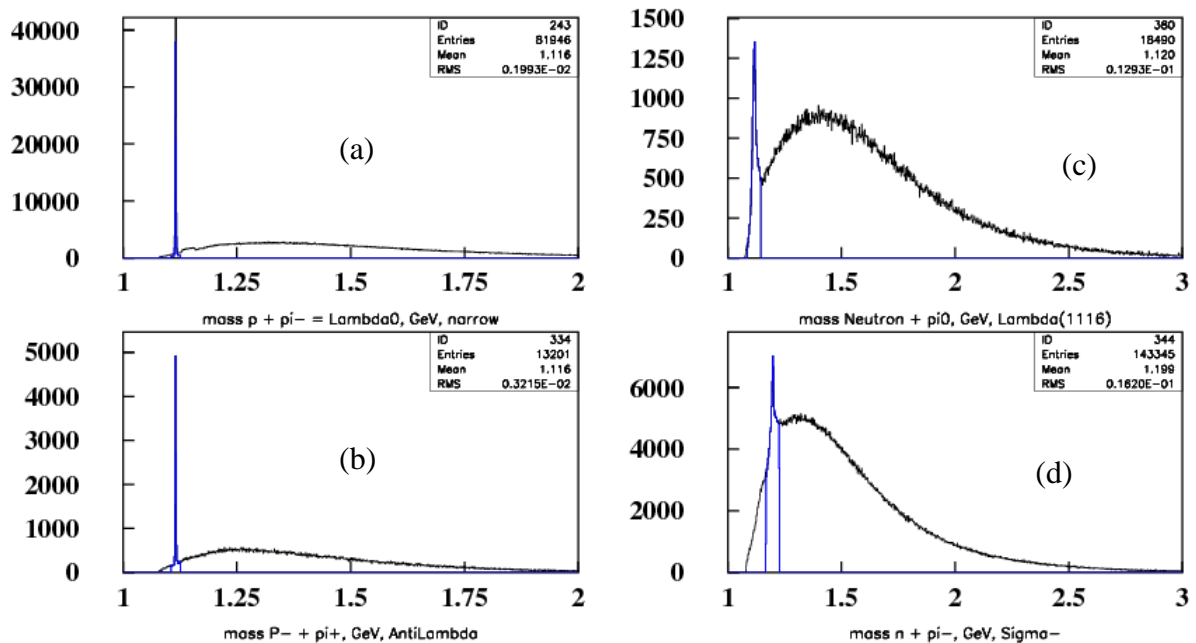 40000
30000
20000
10000
0
ID 243
Entries 81946
Mean 1.116
RMS 0.1993E-02
(a)
1 1.25 1.5 1.75 2
mass p + pi- = Lambda0, GeV, narrow
1500
1250
1000
750
500
250
0
ID 380
Entries 18490
Mean 1.120
RMS 0.1293E-01
(c)
1 1.5 2 2.5 3
mass Neutron + pi0, GeV, Lambda(1116)
5000
4000
3000
2000
1000
0
ID 334
Entries 13201
Mean 1.116
RMS 0.3215E-02
(b)
1 1.25 1.5 1.75 2
mass P- + pi+, GeV, AntiLambda
6000
4000
2000
0
ID 344
Entries 143345
Mean 1.199
RMS 0.1620E-01
(d)
1 1.5 2 2.5 3
mass n + pi-, GeV, Sigma-